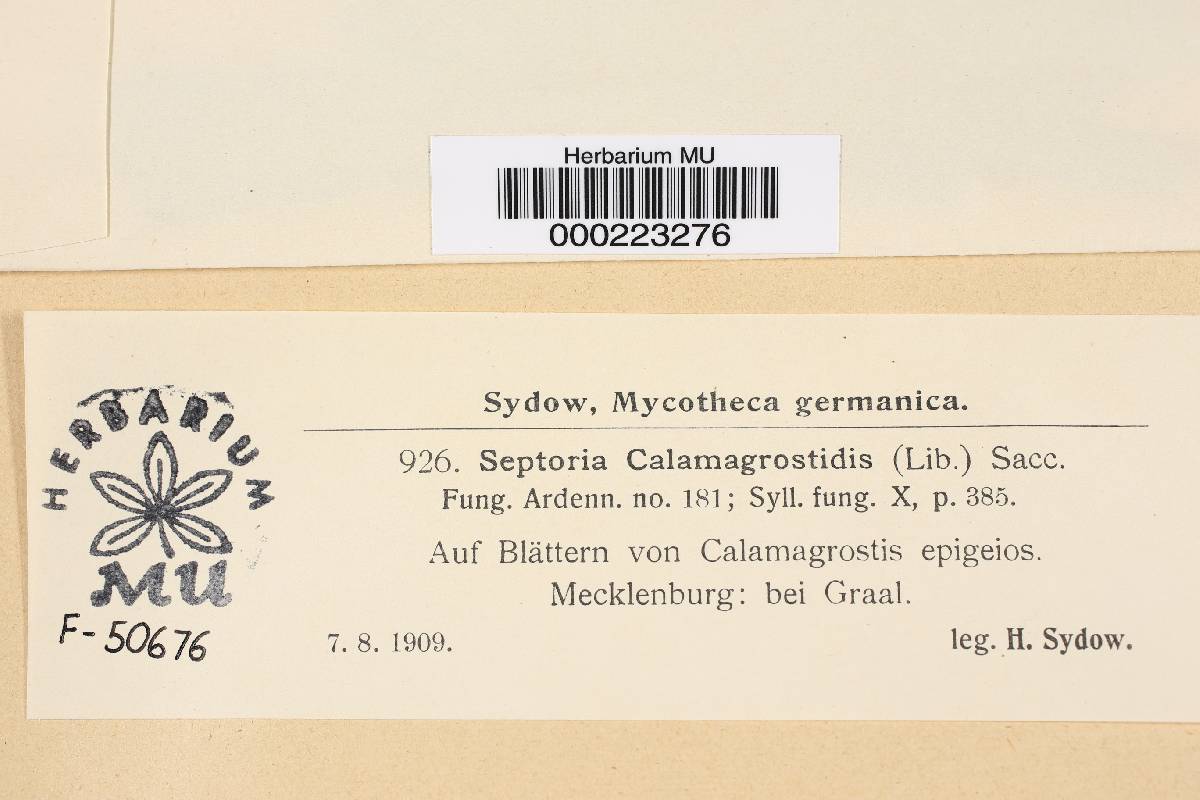 Herbarium MU
000223276
HERBARIUM
MU
F-50676
Sydow, Mycotheca germanica.
926. Septoria Calamagrostidis (Lib.) Sacc.
Fung. Ardenn. no. 181; Syll. fung. X, p. 385.
Auf Blättern von Calamagrostis epigeios.
Mecklenburg: bei Graal.
7. 8. 1909.
leg. H. Sydow.